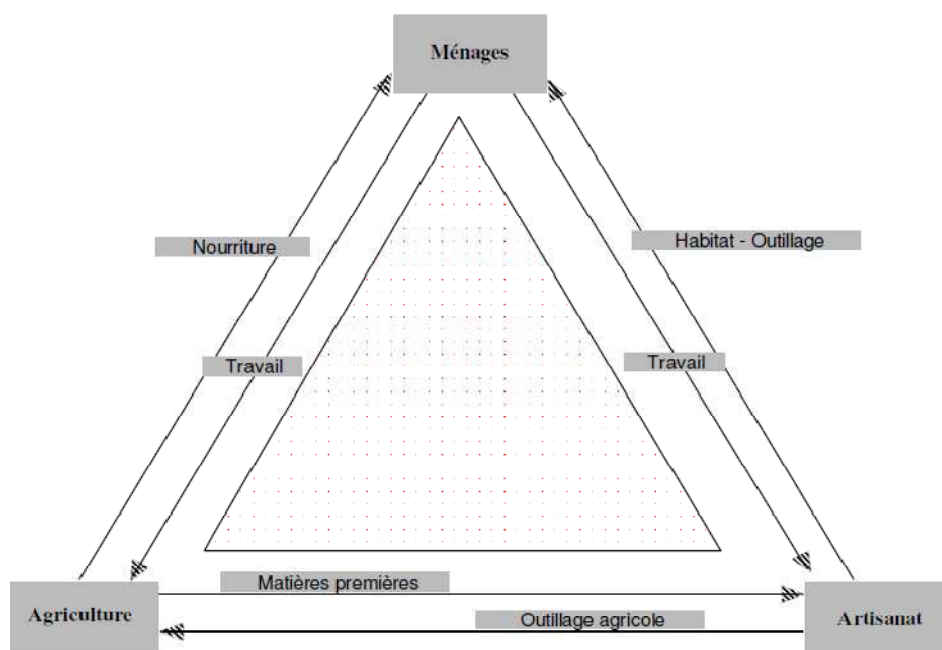 Ménages
Nourriture
Habitat - Outillage
Travail
Travail
Matières premières
Agriculture
Outillage agricole
Artisanat